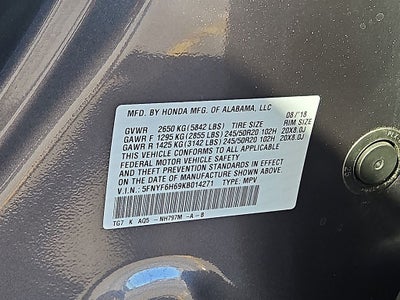 MFD. BY HONDA MFG. OF ALABAMA, LLC 08/'18
GVWR 2650 KG(5842 LBS) TIRE SIZE RIM SIZE
GAWR F 1295 KG(2855 LBS) 245/50R20 102H 20X8.0J
GAWR R 1425 KG(3142 LBS) 245/50R20 102H 20X8.0J
THIS VEHICLE CONFORMS TO ALL APPLICABLE
FEDERAL MOTOR VEHICLE SAFETY
AND THEFT PREVENTION STANDARDS IN EFFECT ON THE
DATE OF MANUFACTURE SHOWN ABOVE.
V.I.N.: 5FNYF6H69KB014271 TYPE: MPV
TG7 K AQ5 - NH797M -A -B